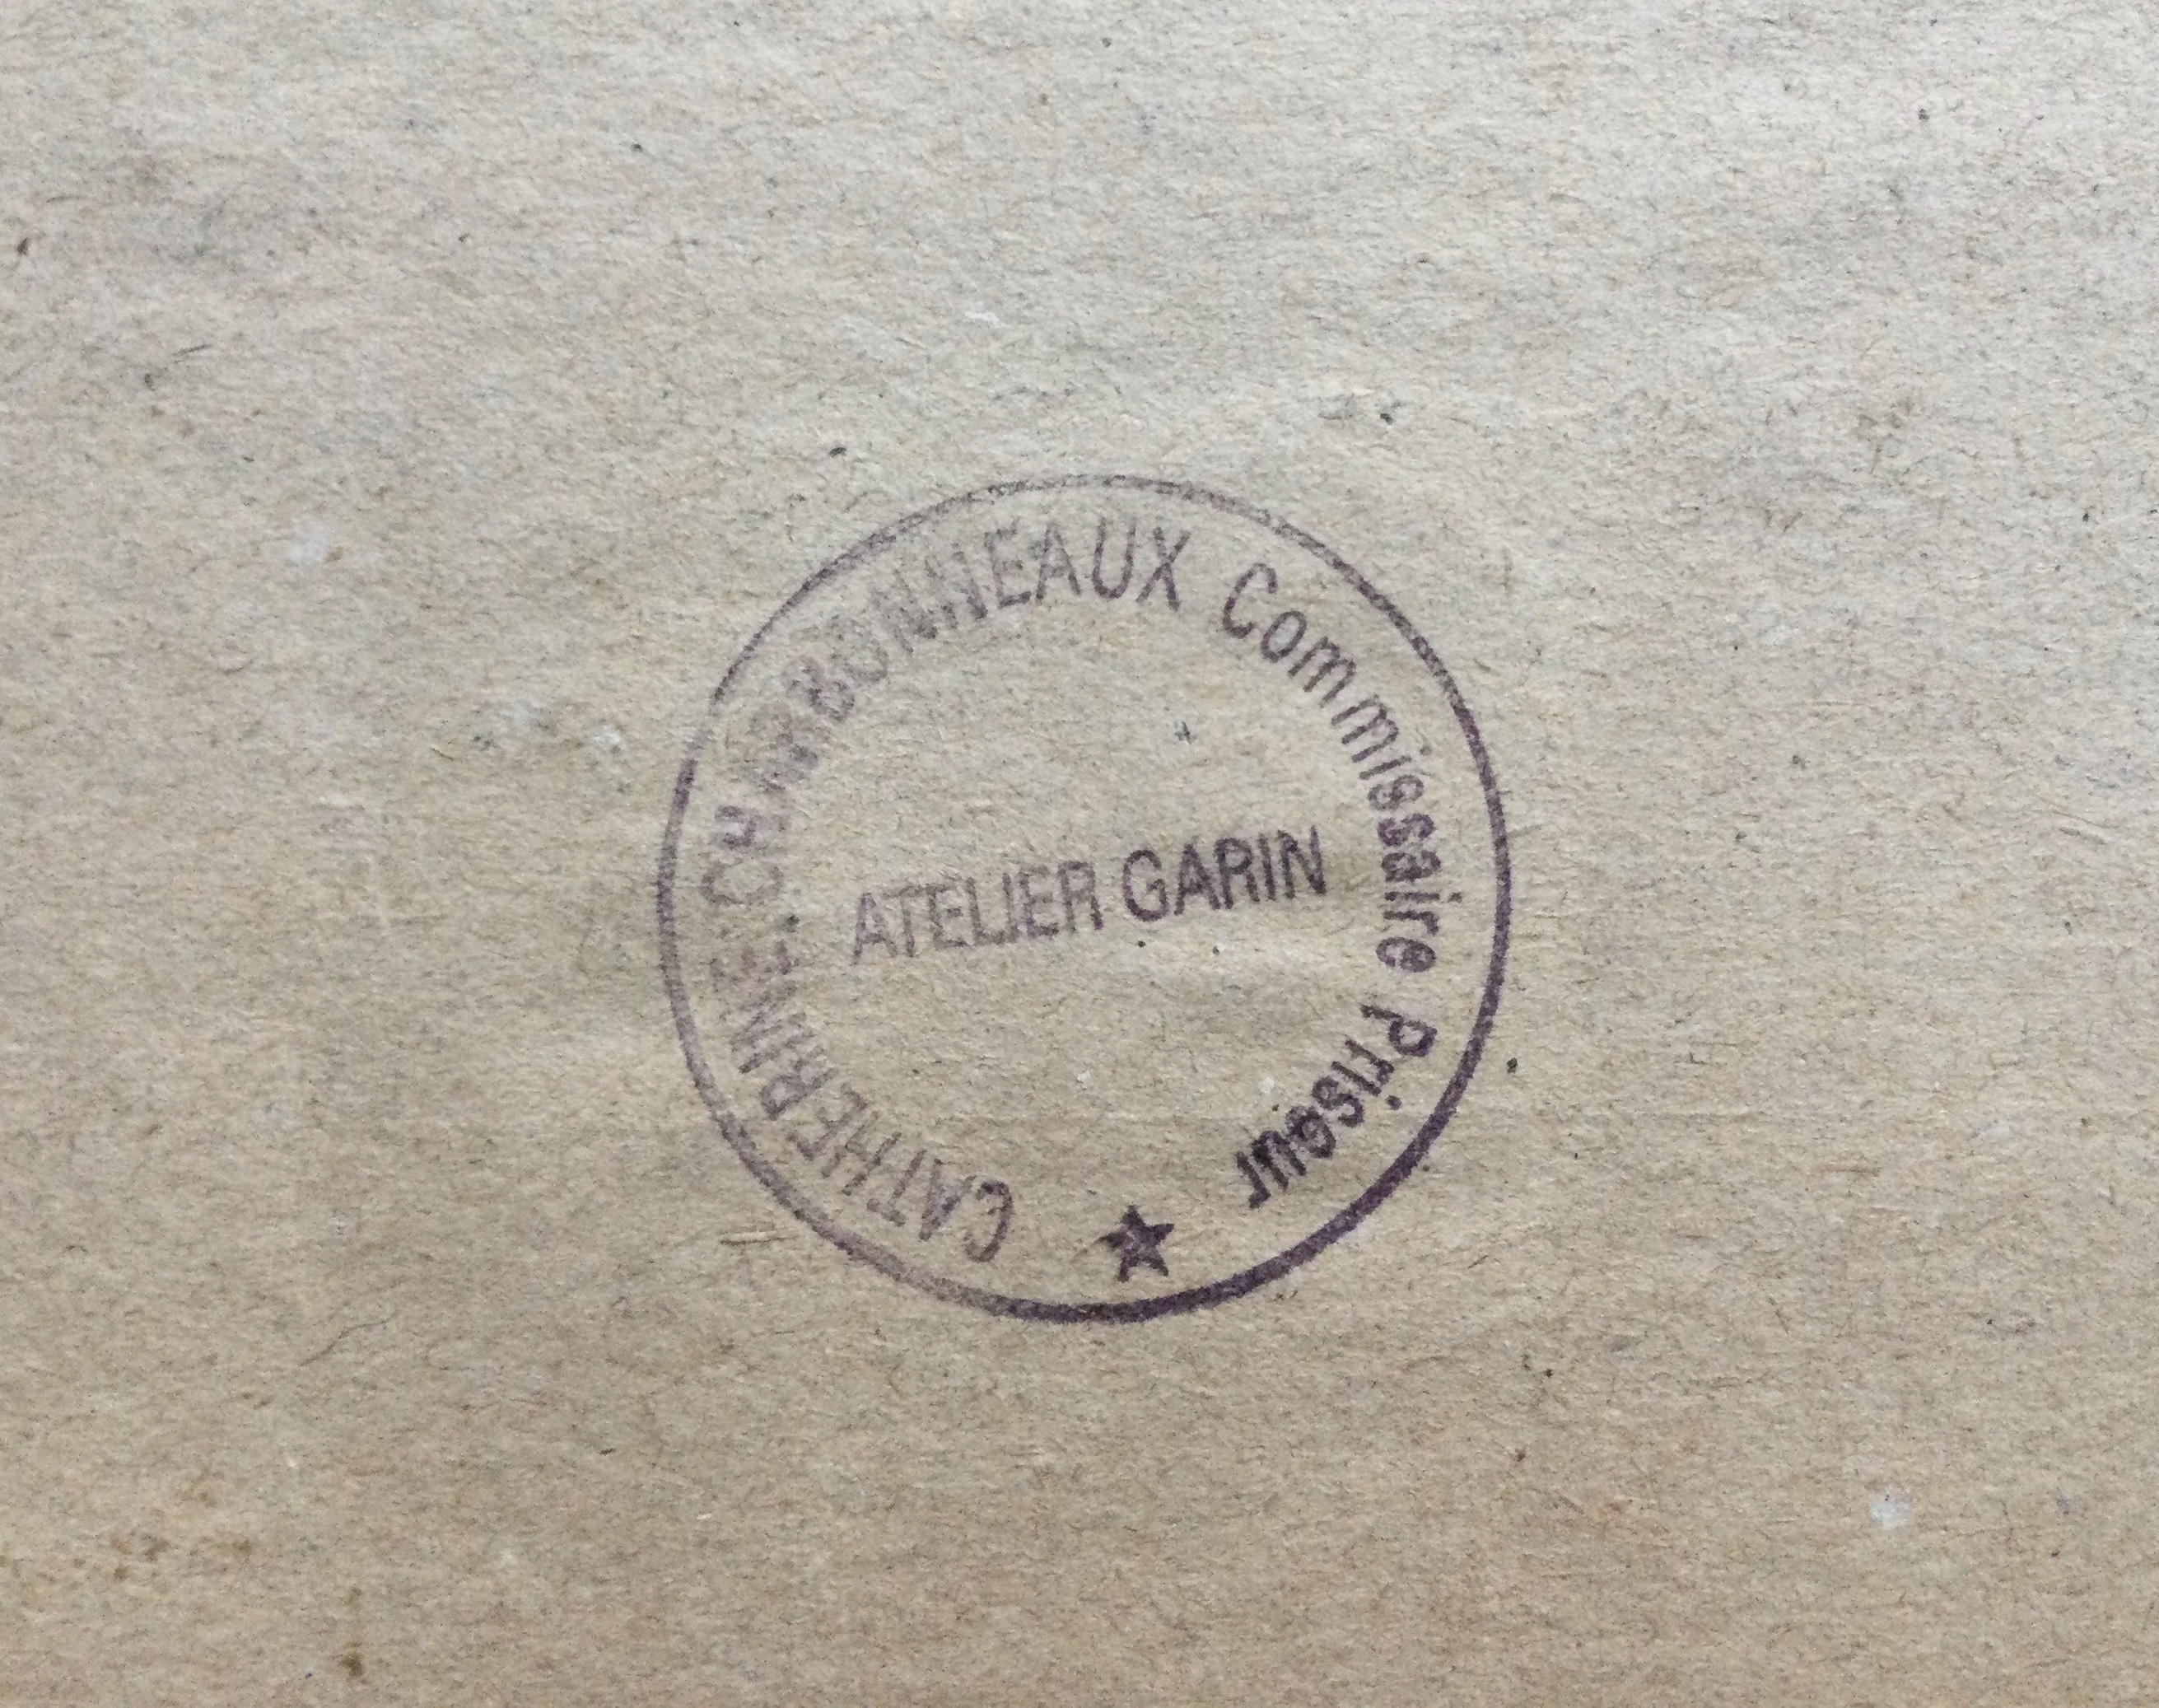 CATHERINE CHARBONNEAUX Commissaire Priseur
ATELIER GARIN